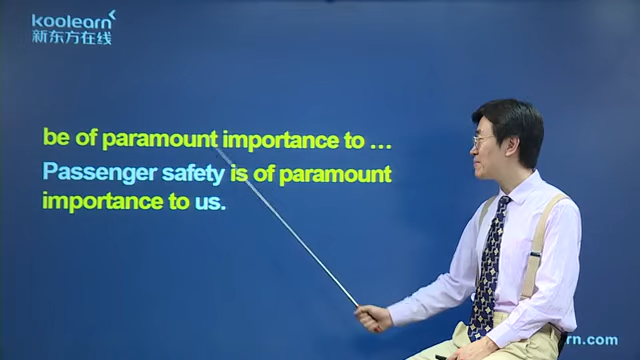 koolearn
新东方在线
be of paramount importance to …
Passenger safety is of paramount
importance to us.
rn.com